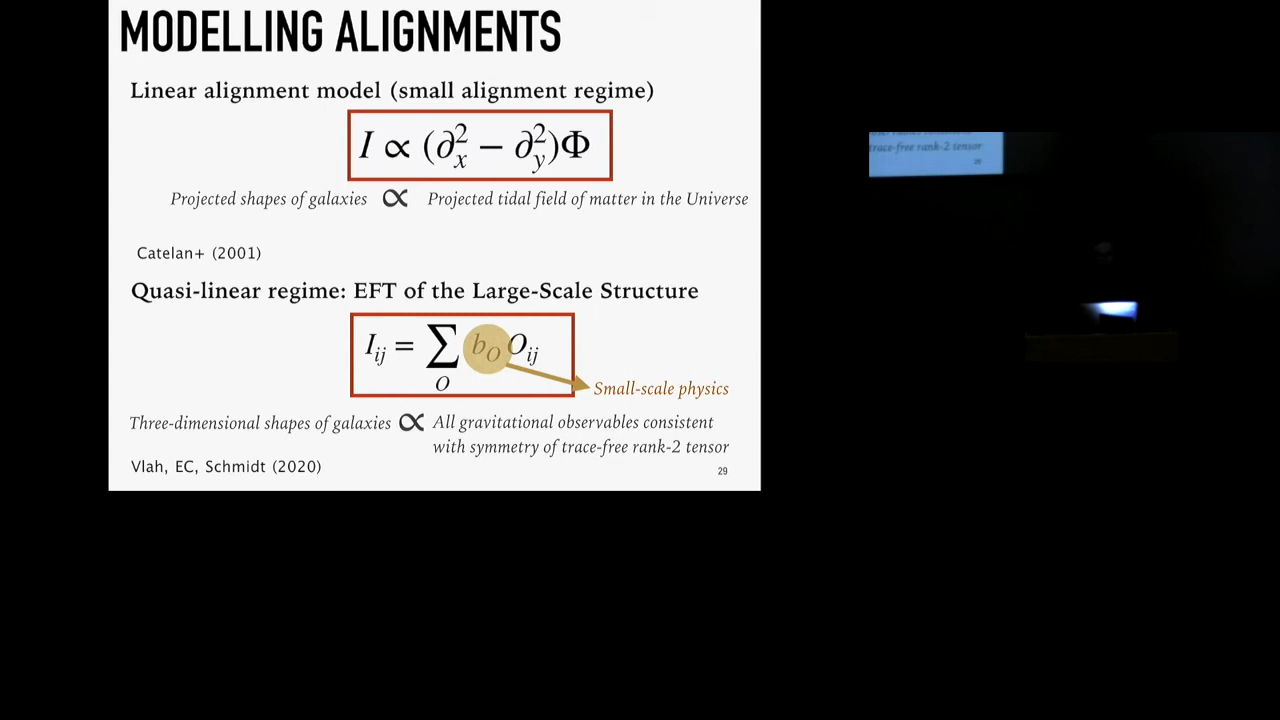 MODELLING ALIGNMENTS
Linear alignment model (small alignment regime)
I ∝ (∂²ₓ − ∂²ᵧ)Φ
Projected shapes of galaxies ∝ Projected tidal field of matter in the Universe
Catelan+ (2001)
Quasi-linear regime: EFT of the Large-Scale Structure
Iᵢⱼ = ∑ b_O Oᵢⱼ
O
Small-scale physics
Three-dimensional shapes of galaxies ∝ All gravitational observables consistent
with symmetry of trace-free rank-2 tensor
Vlah, EC, Schmidt (2020)
29
trace-free rank-2 tensor